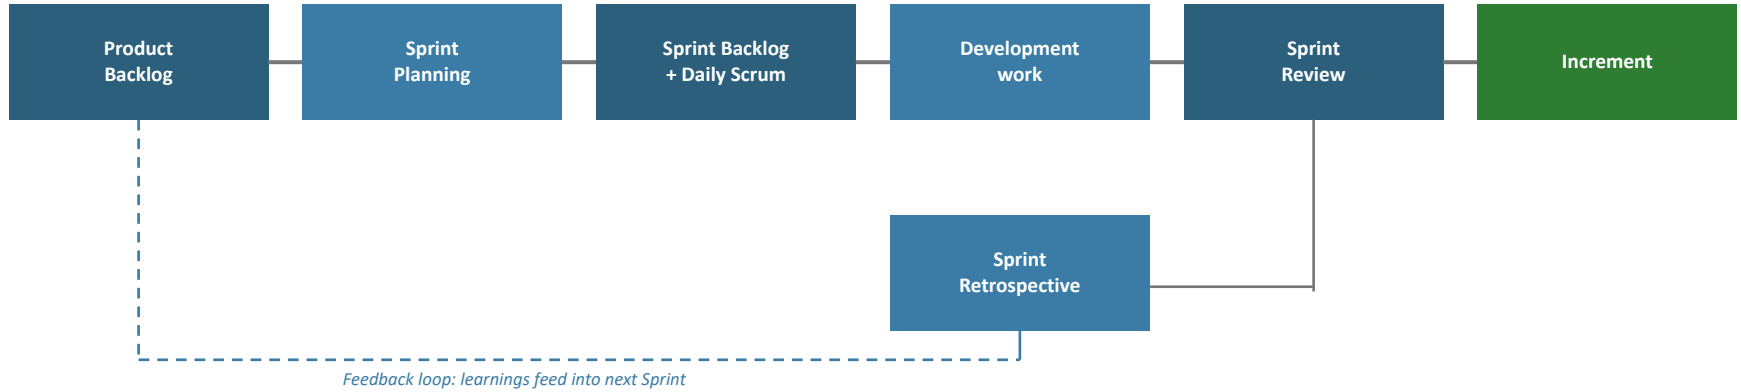 Product
Backlog
Sprint
Planning
Sprint Backlog
+ Daily Scrum
Development
work
Sprint
Review
Increment
Sprint
Retrospective
Feedback loop: learnings feed into next Sprint